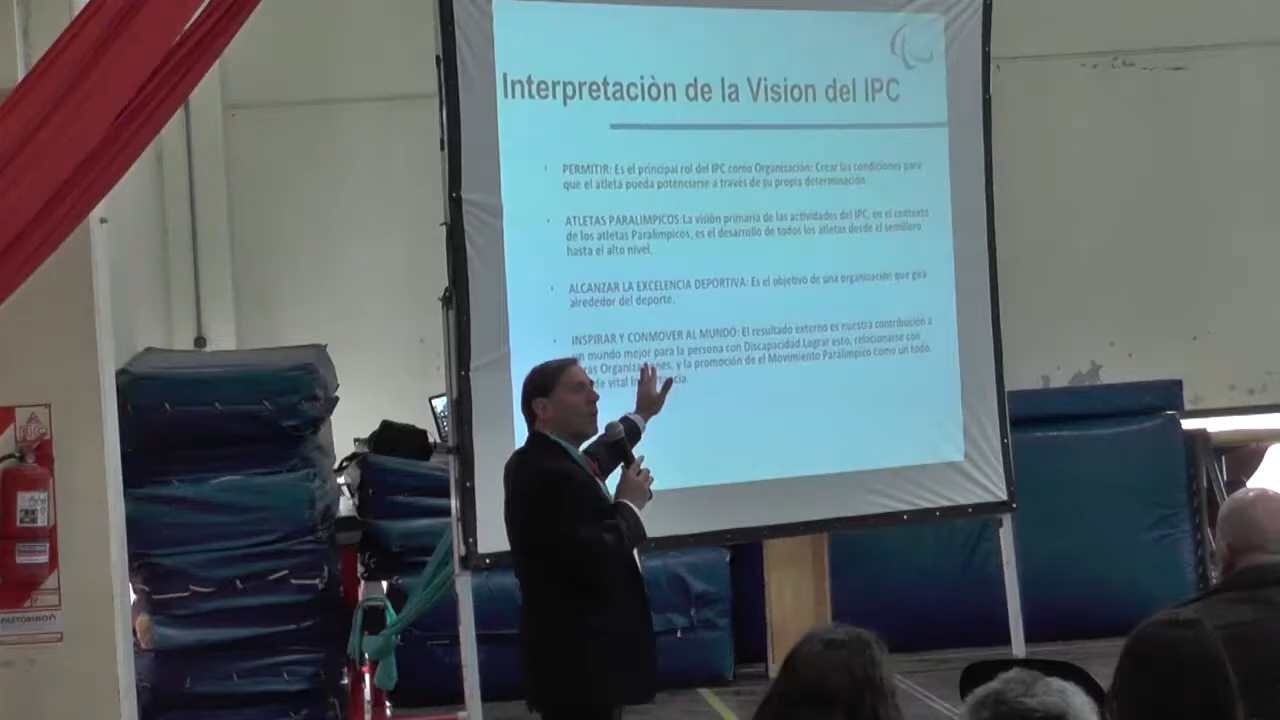 Interpretaciòn de la Vision del IPC
PERMITIR: Es el principal rol del IPC como Organización: Crear las condiciones para
que el atleta pueda potenciarse a través de su propia determinación
ATLETAS PARALIMPICOS: La visión primaria de las actividades del IPC, en el contexto
de los atletas Paralimpicos, es el desarrollo de todos los atletas desde el semillero
hasta el alto nivel.
ALCANZAR LA EXCELENCIA DEPORTIVA: Es el objetivo de una organización que gira
alrededor del deporte.
INSPIRAR Y CONMOVER AL MUNDO: El resultado externo es nuestra contribución a
un mundo mejor para la persona con Discapacidad.Lograr esto, relacionarse con
y la promoción de el Movimiento Paralimpico como un todo.
de vital